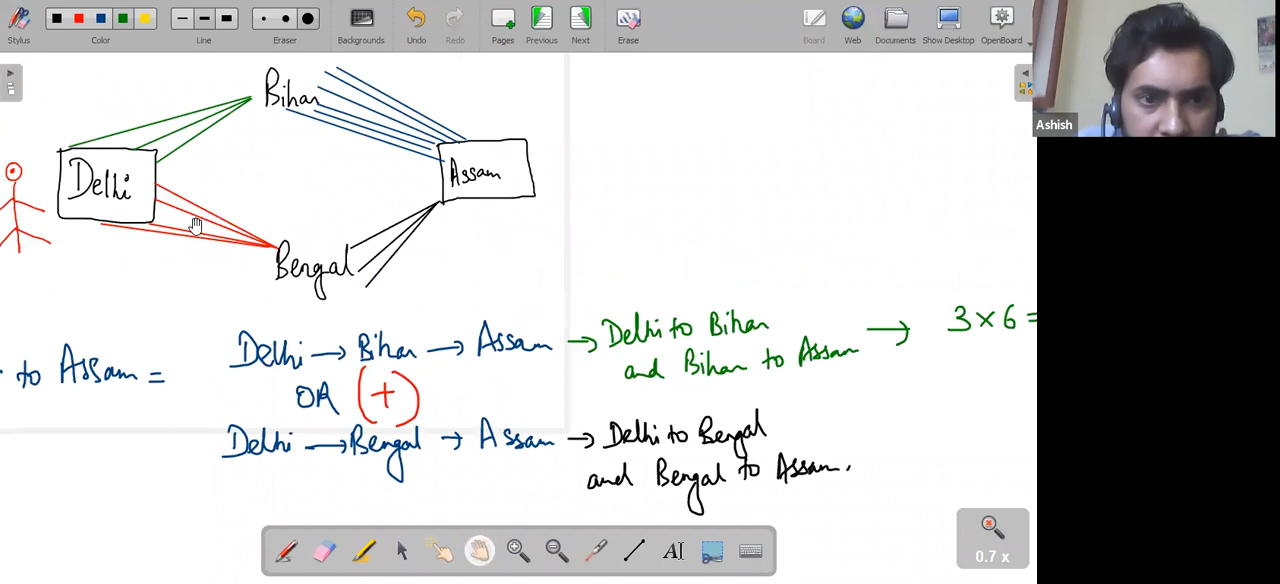 Stylus
Color
Line
Eraser
Backgrounds
Undo
Redo
Pages
Previous
Next
Erase
Board
Web
Documents
Show Desktop
OpenBoard
Ashish
Bihar
Delhi
Assam
Bengal
to Assam =
Delhi → Bihar → Assam → Delhi to Bihar
and Bihar to Assam → 3 × 6 =
OR (+)
Delhi → Bengal → Assam → Delhi to Bengal
and Bengal to Assam.
AI
0.7 x